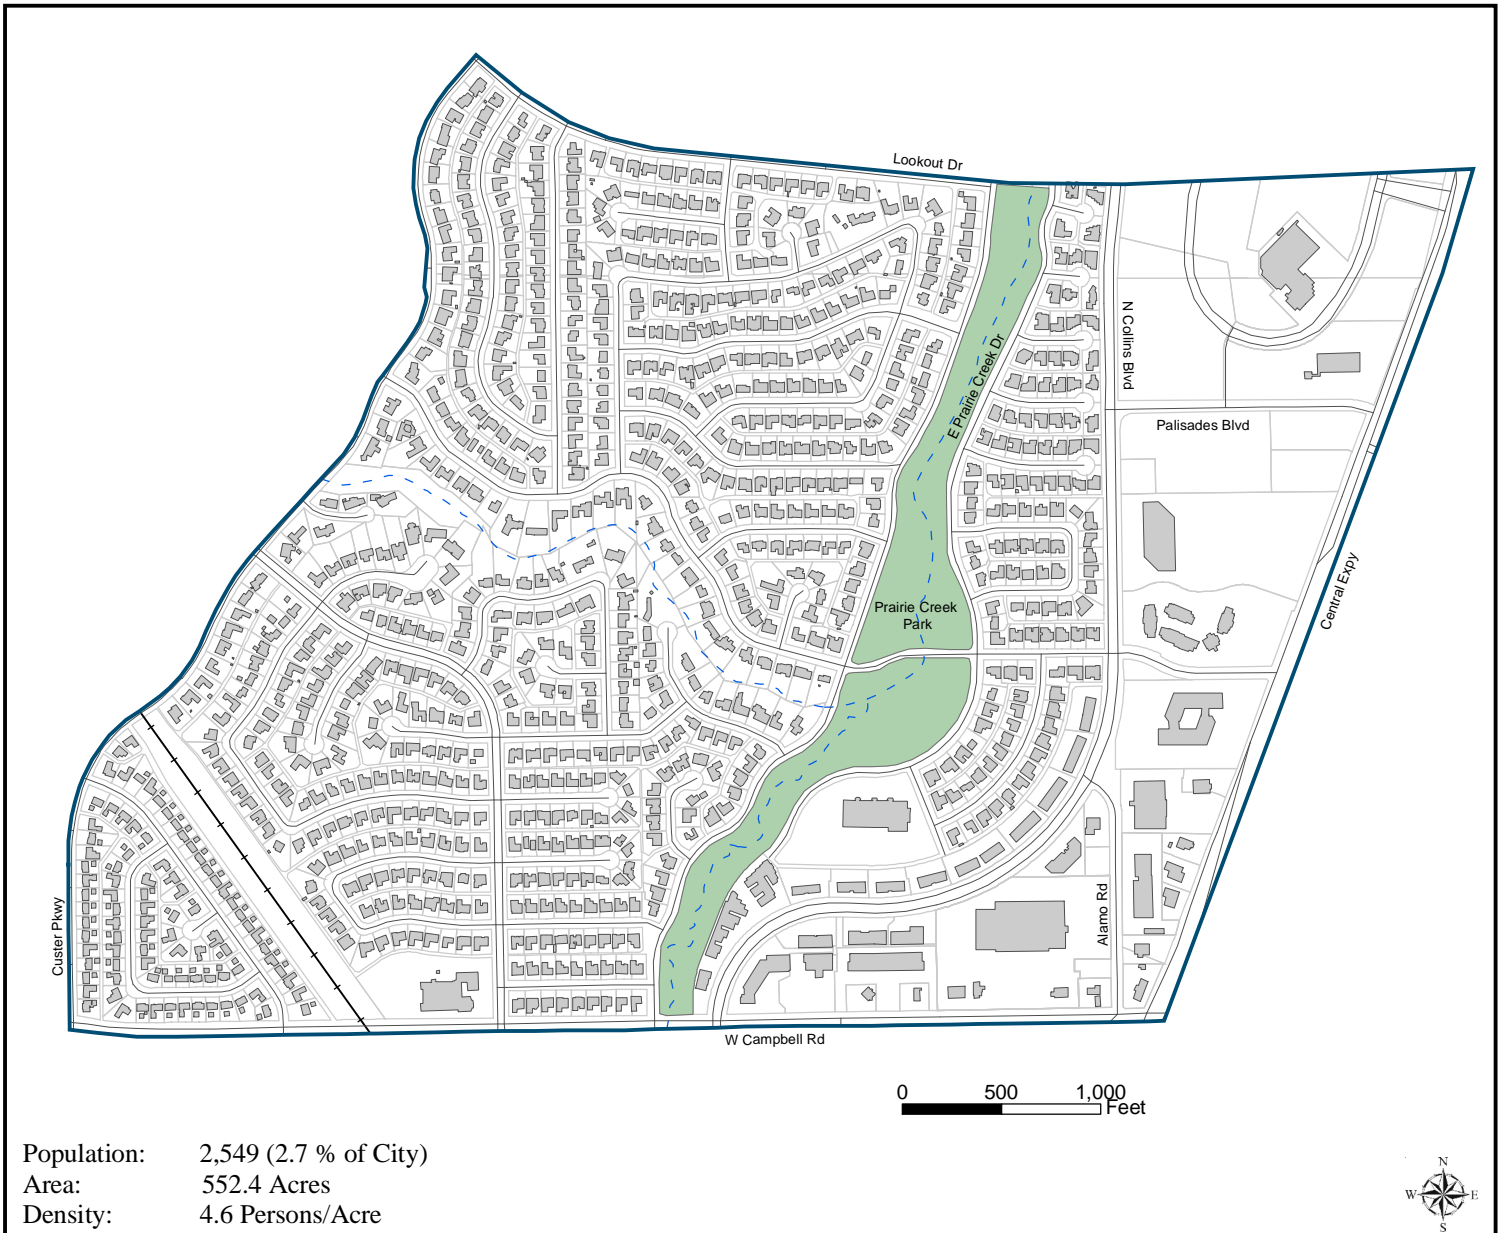 Lookout Dr
N Collins Blvd
E Prairie Creek Dr
Palisades Blvd
Central Expy
Prairie Creek
Park
Alamo Rd
Custer Pkwy
W Campbell Rd
0 500 1,000
Feet
Population: 2,549 (2.7 % of City)
Area: 552.4 Acres
Density: 4.6 Persons/Acre
N
W E
S